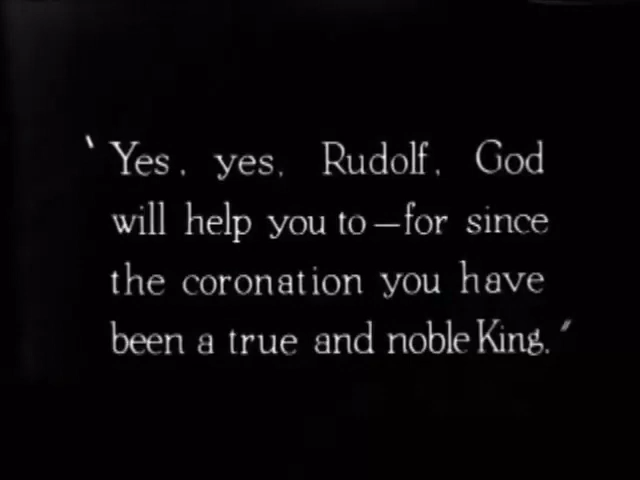 ‵Yes, yes, Rudolf, God
will help you to—for since
the coronation you have
been a true and noble King.″